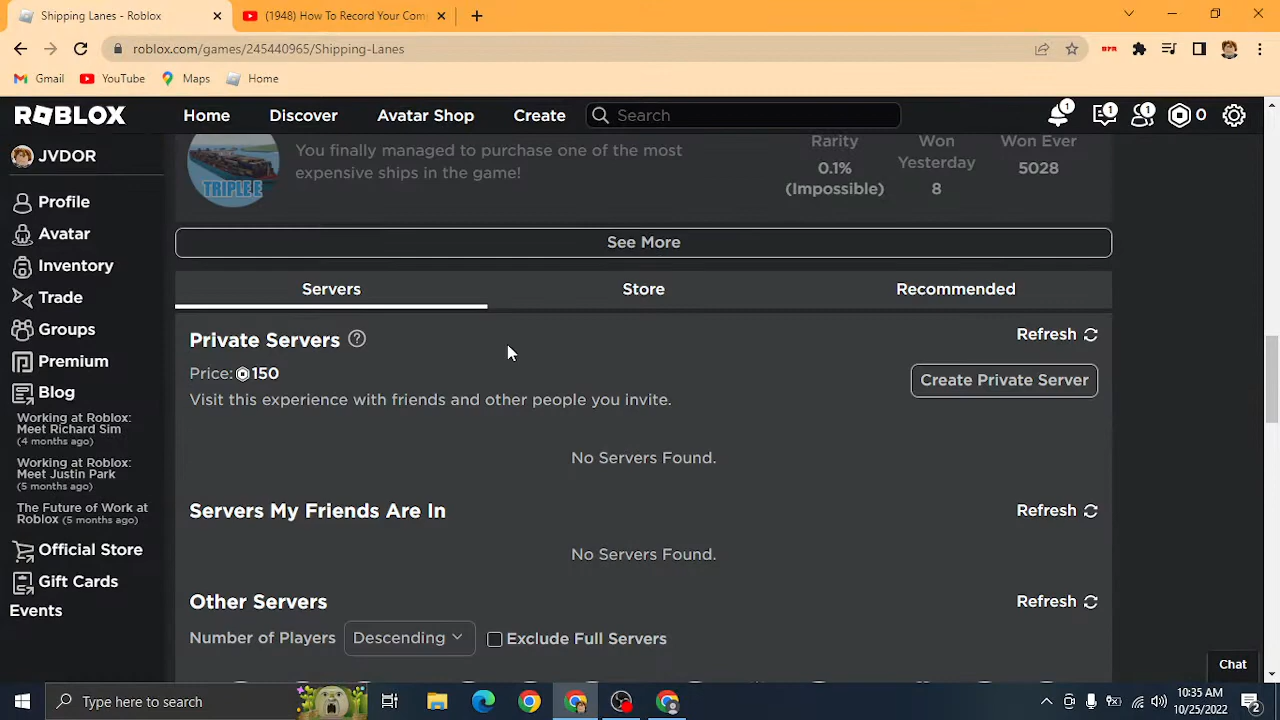 Shipping Lanes - Roblox
(1948) How To Record Your Com
roblox.com/games/245440965/Shipping-Lanes
Gmail
YouTube
Maps
Home
ROBLOX
Home
Discover
Avatar Shop
Create
Search
1
1
1
0
JVDOR
Profile
Avatar
Inventory
Trade
Groups
Premium
Blog
Working at Roblox:
Meet Richard Sim
(4 months ago)
Working at Roblox:
Meet Justin Park
(5 months ago)
The Future of Work at
Roblox (5 months ago)
Official Store
Gift Cards
Events
TRIPLE E
You finally managed to purchase one of the most
expensive ships in the game!
Rarity
0.1%
(Impossible)
Won
Yesterday
8
Won Ever
5028
See More
Servers
Store
Recommended
Private Servers
Refresh
Price: 150
Create Private Server
Visit this experience with friends and other people you invite.
No Servers Found.
Servers My Friends Are In
Refresh
No Servers Found.
Other Servers
Refresh
Number of Players
Descending
Exclude Full Servers
Chat
Type here to search
10:35 AM
10/25/2022
2